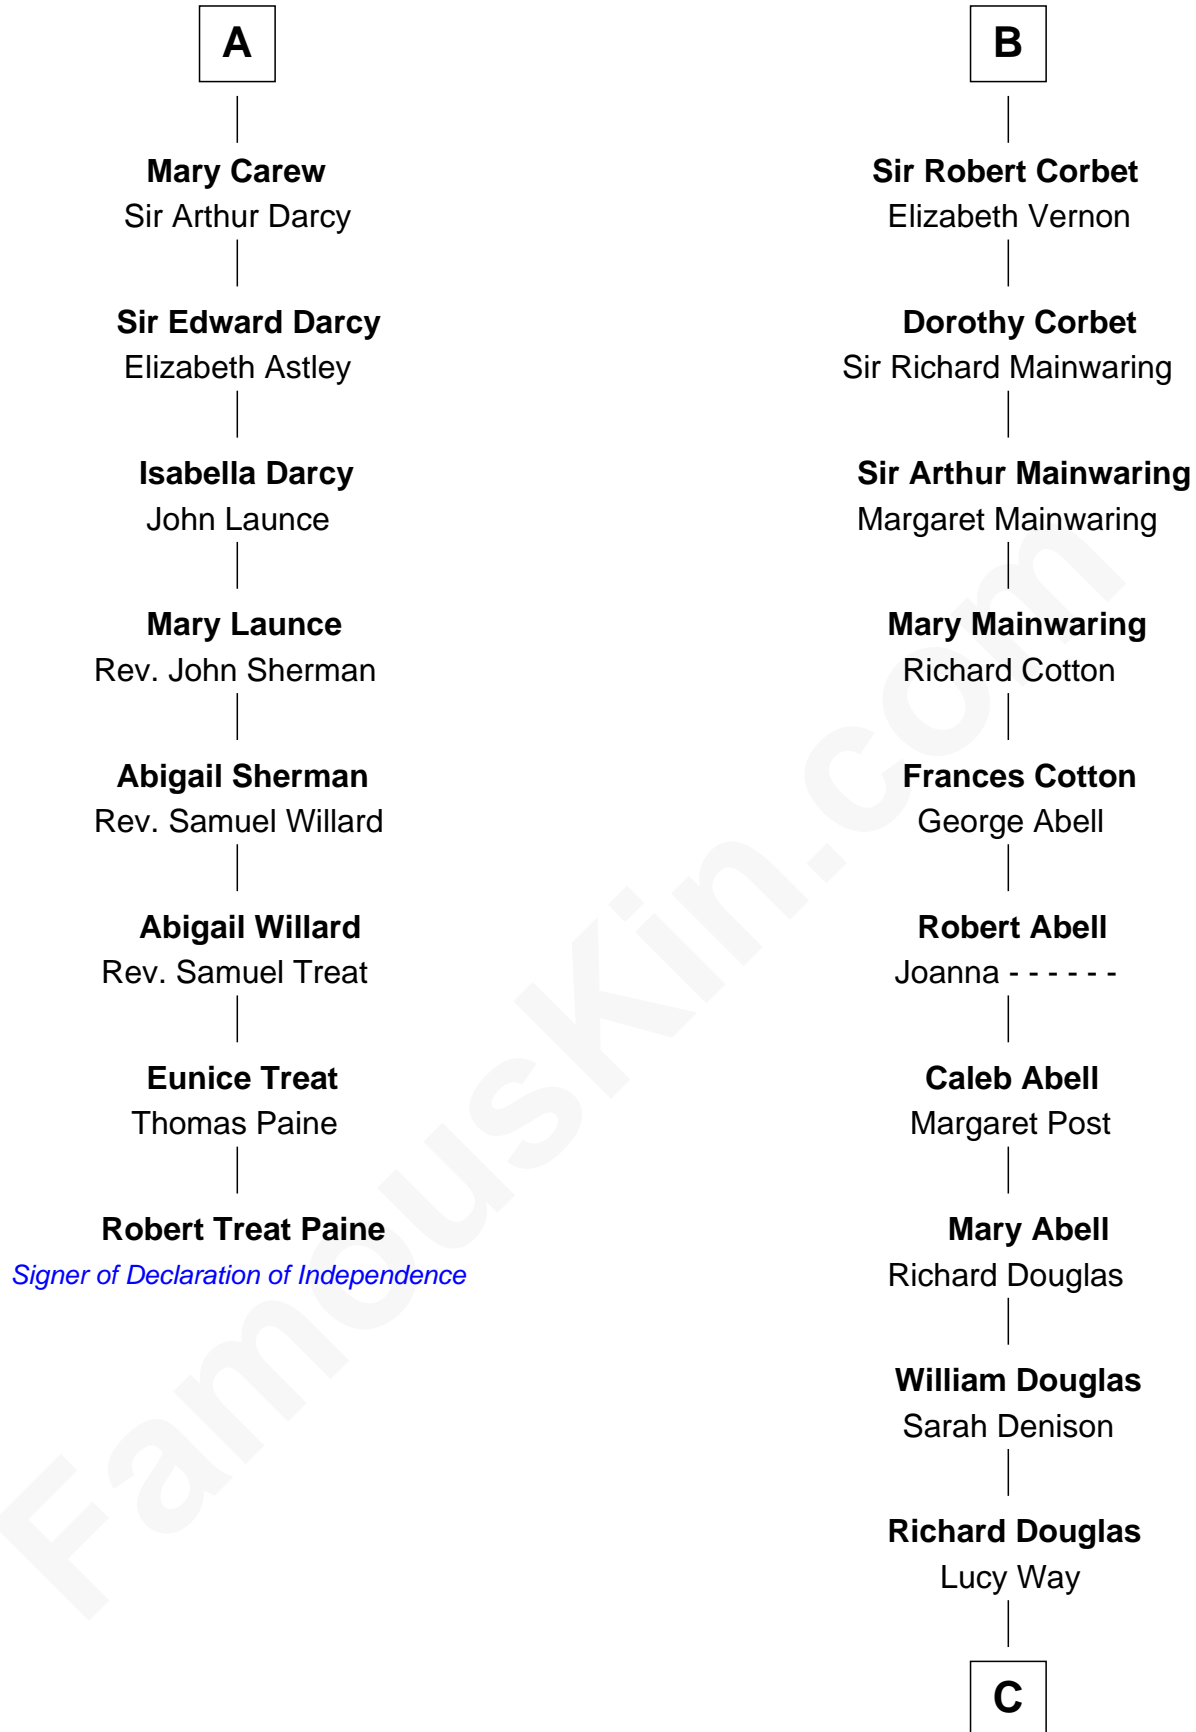 A
Mary Carew
Sir Arthur Darcy
Sir Edward Darcy
Elizabeth Astley
Isabella Darcy
John Launce
Mary Launce
Rev. John Sherman
Abigail Sherman
Rev. Samuel Willard
Abigail Willard
Rev. Samuel Treat
Eunice Treat
Thomas Paine
Robert Treat Paine
Signer of Declaration of Independence
B
Sir Robert Corbet
Elizabeth Vernon
Dorothy Corbet
Sir Richard Mainwaring
Sir Arthur Mainwaring
Margaret Mainwaring
Mary Mainwaring
Richard Cotton
Frances Cotton
George Abell
Robert Abell
Joanna - - - - - -
Caleb Abell
Margaret Post
Mary Abell
Richard Douglas
William Douglas
Sarah Denison
Richard Douglas
Lucy Way
C
FamousKin.com